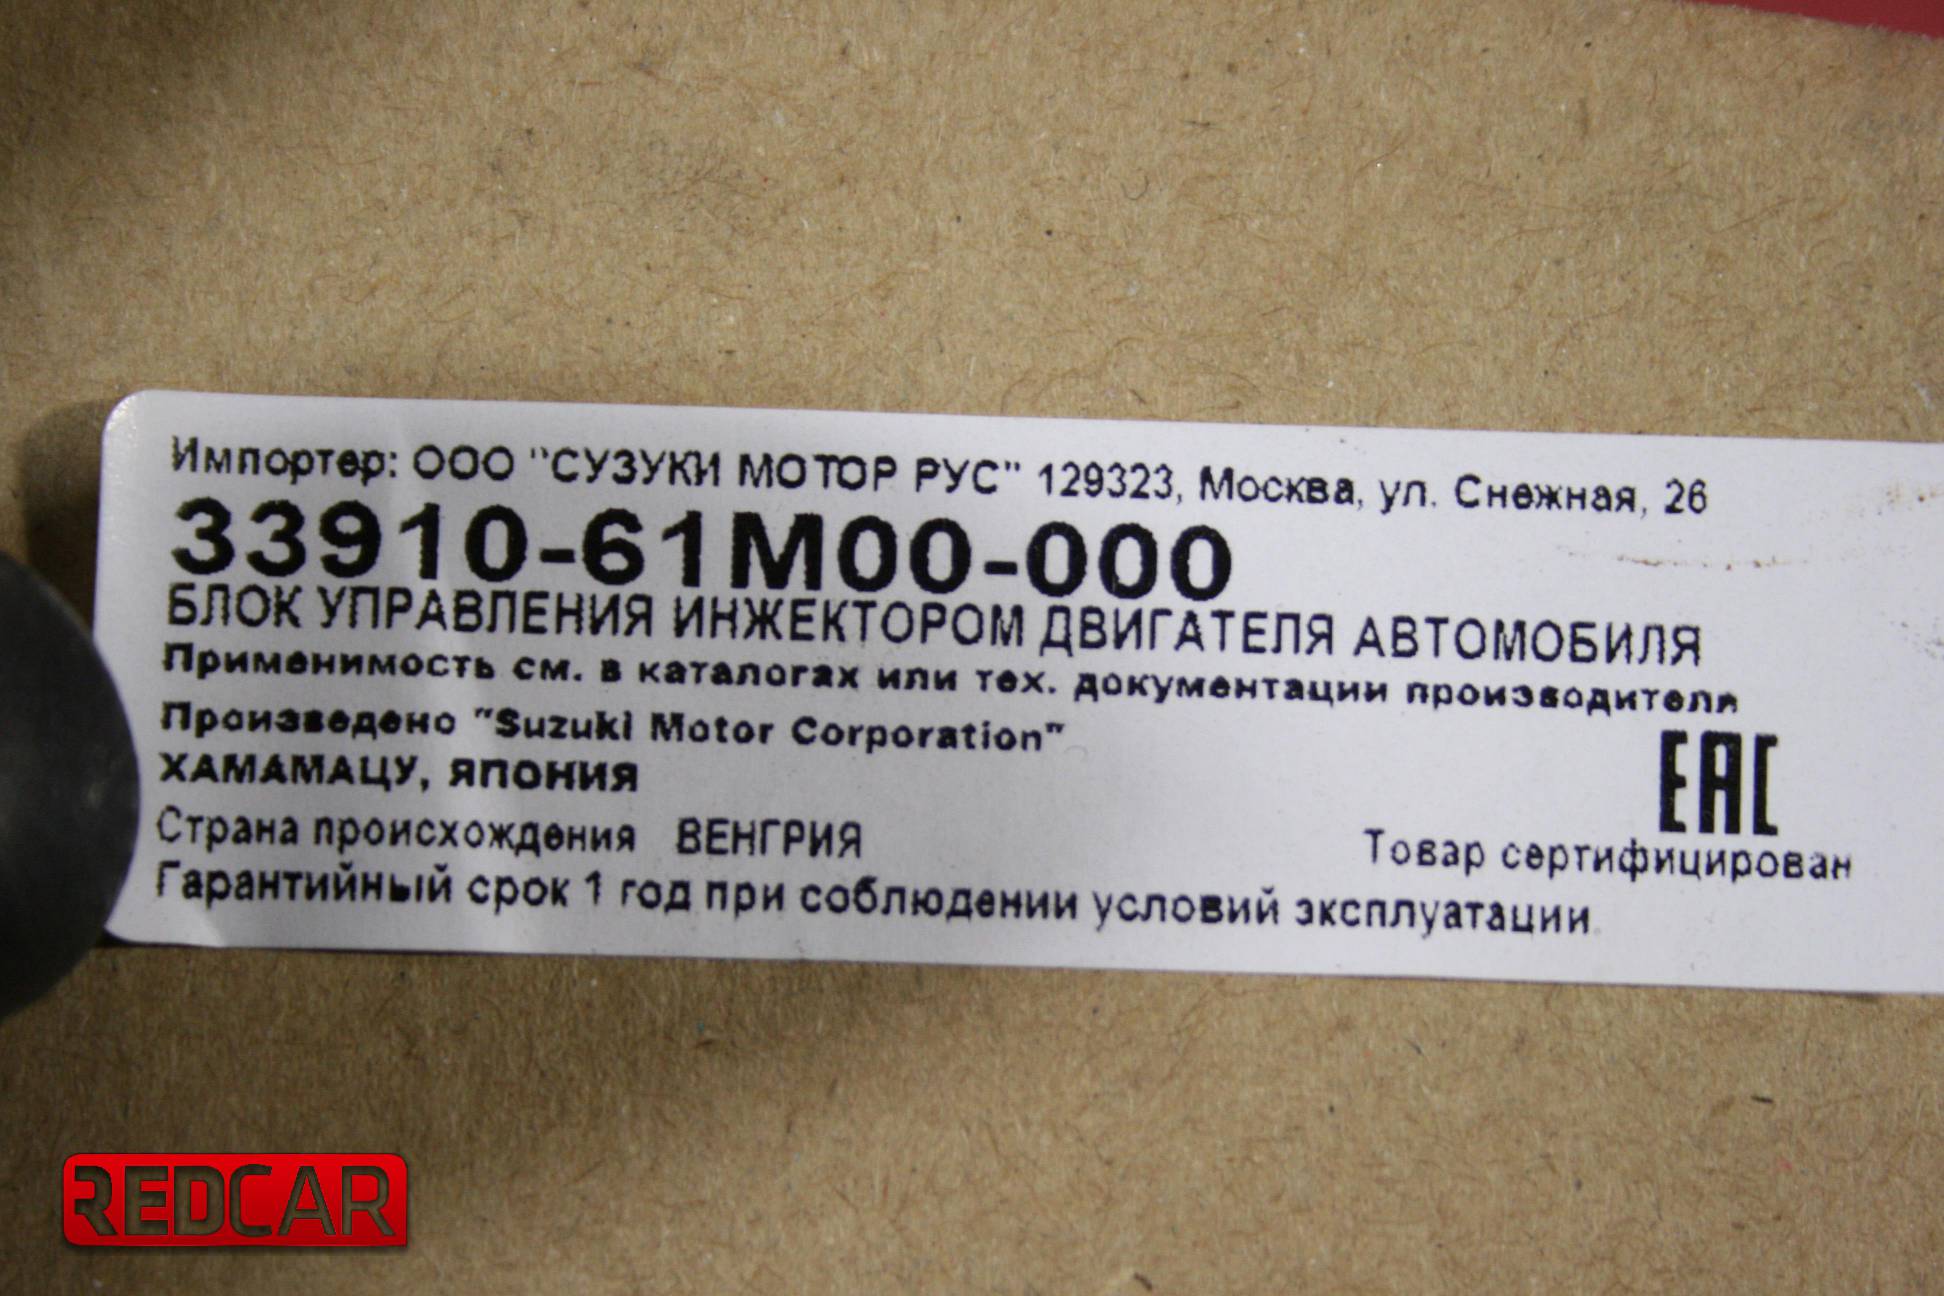 Импортер: ООО "СУЗУКИ МОТОР РУС" 129323, Москва, ул. Снежная, 26
33910-61M00-000
БЛОК УПРАВЛЕНИЯ ИНЖЕКТОРОМ ДВИГАТЕЛЯ АВТОМОБИЛЯ
Применимость см. в каталогах или тех. документации производителя
Произведено "Suzuki Motor Corporation"
ХАМАМАЦУ, ЯПОНИЯ
EAC
Страна происхождения ВЕНГРИЯ
Товар сертифицирован
Гарантийный срок 1 год при соблюдении условий эксплуатации
REDCAR